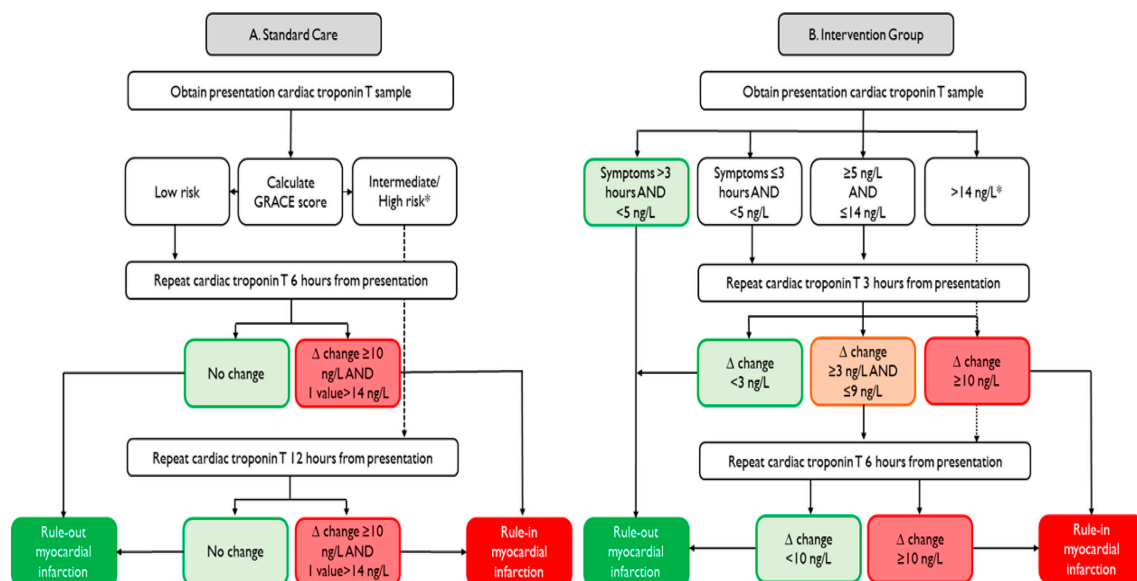 A. Standard Care
Obtain presentation cardiac troponin T sample
Low risk
Calculate
GRACE score
Intermediate/
High risk*
Repeat cardiac troponin T 6 hours from presentation
No change
Δ change ≥10
ng/L AND
1 value>14 ng/L
Repeat cardiac troponin T 12 hours from presentation
Rule-out
myocardial
infarction
No change
Δ change ≥10
ng/L AND
1 value>14 ng/L
Rule-in
myocardial
infarction
B. Intervention Group
Obtain presentation cardiac troponin T sample
Symptoms >3
hours AND
<5 ng/L
Symptoms ≤3
hours AND
<5 ng/L
≥5 ng/L
AND
≤14 ng/L
>14 ng/L*
Repeat cardiac troponin T 3 hours from presentation
Δ change
<3 ng/L
Δ change
≥3 ng/L AND
≤9 ng/L
Δ change
≥10 ng/L
Repeat cardiac troponin T 6 hours from presentation
Rule-out
myocardial
infarction
Δ change
<10 ng/L
Δ change
≥10 ng/L
Rule-in
myocardial
infarction